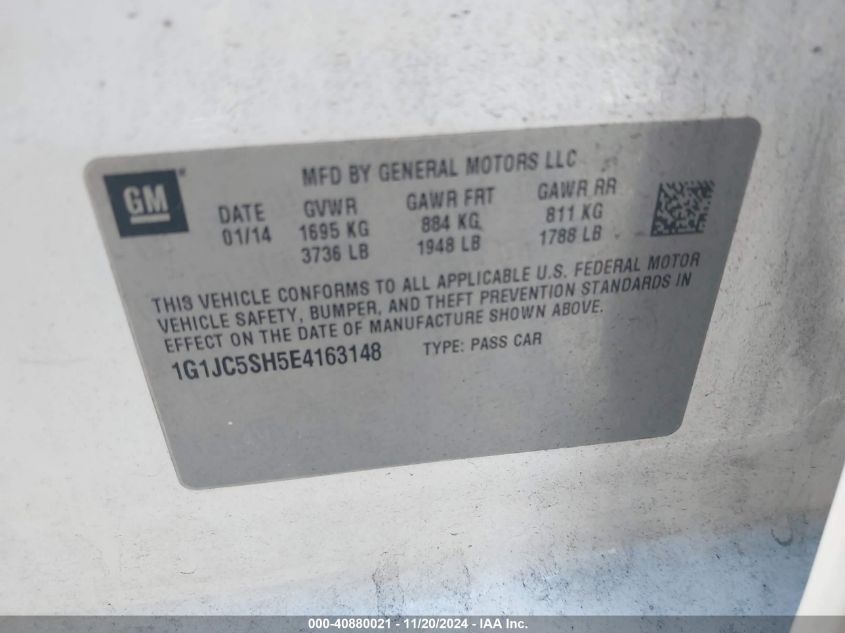 GM
MFD BY GENERAL MOTORS LLC
DATE GVWR GAWR FRT GAWR RR
01/14 1695 KG 884 KG 811 KG
3736 LB 1948 LB 1788 LB
THIS VEHICLE CONFORMS TO ALL APPLICABLE U.S. FEDERAL MOTOR
VEHICLE SAFETY, BUMPER, AND THEFT PREVENTION STANDARDS IN
EFFECT ON THE DATE OF MANUFACTURE SHOWN ABOVE.
1G1JC5SH5E4163148 TYPE: PASS CAR
000-40880021 - 11/20/2024 - IAA Inc.